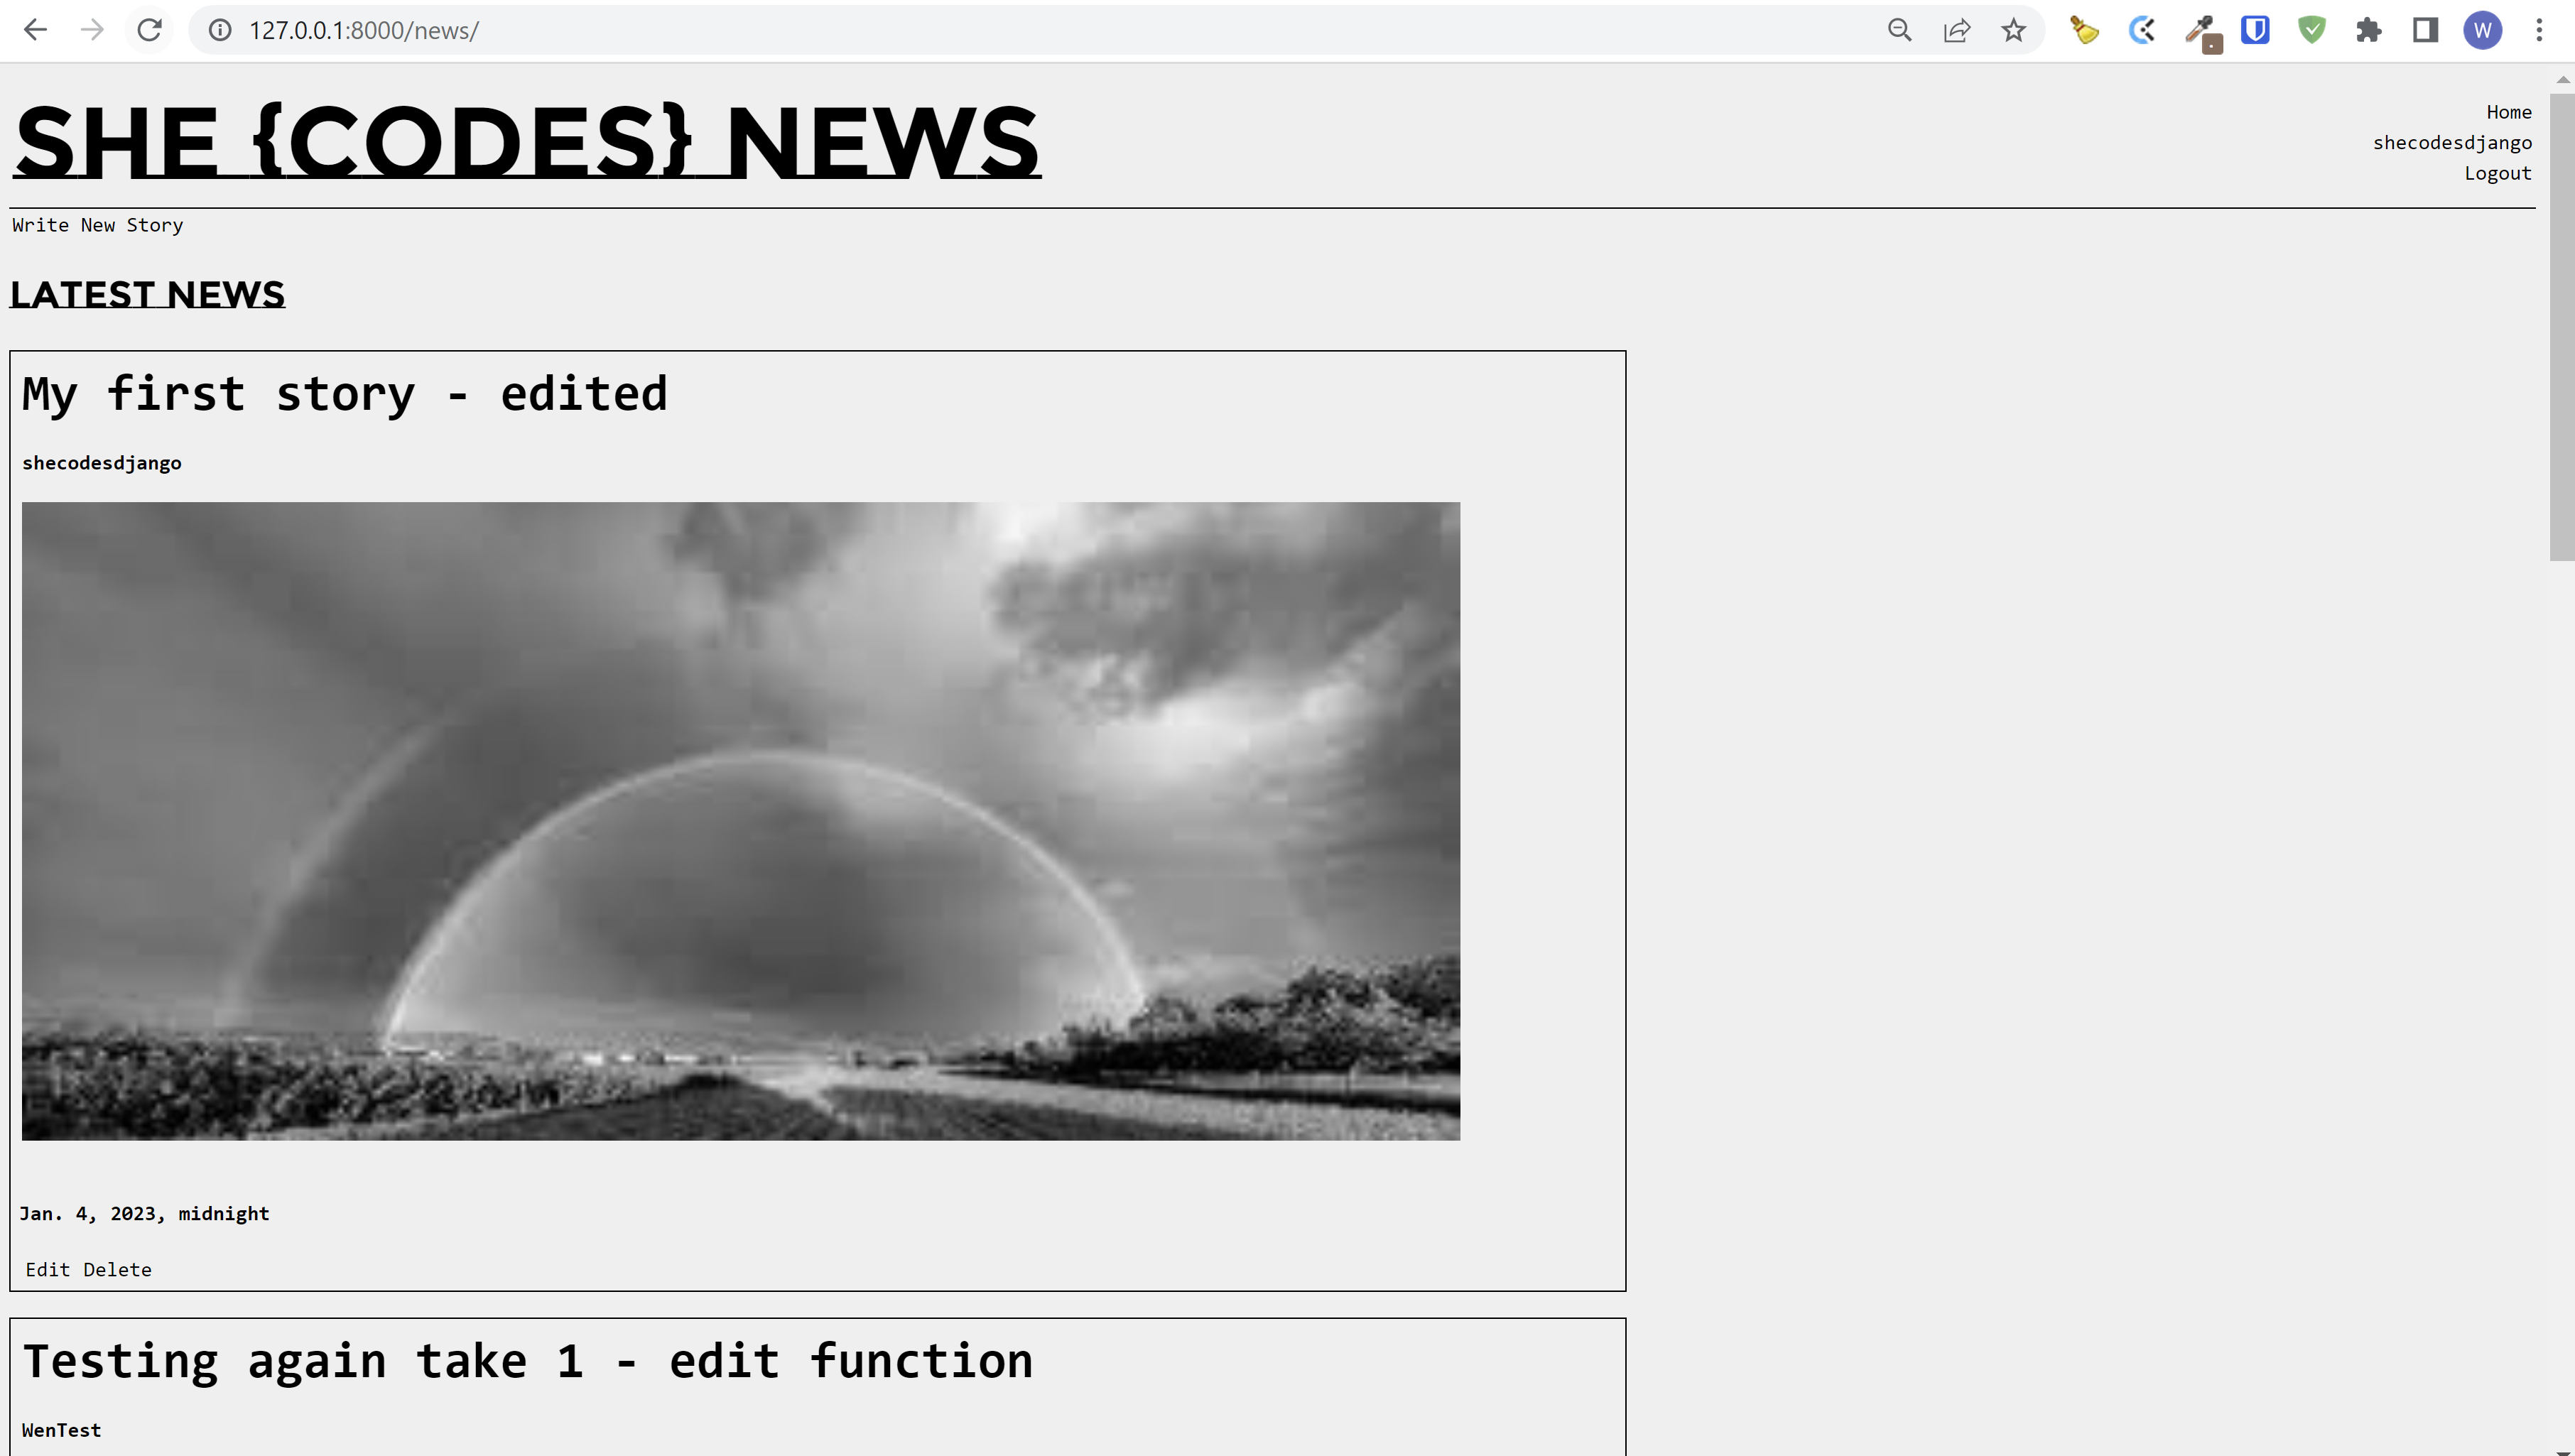 127.0.0.1:8000/news/
W
SHE {CODES} NEWS
Home
shecodesdjango
Logout
Write New Story
LATEST NEWS
My first story - edited
shecodesdjango
Jan. 4, 2023, midnight
Edit Delete
Testing again take 1 - edit function
WenTest